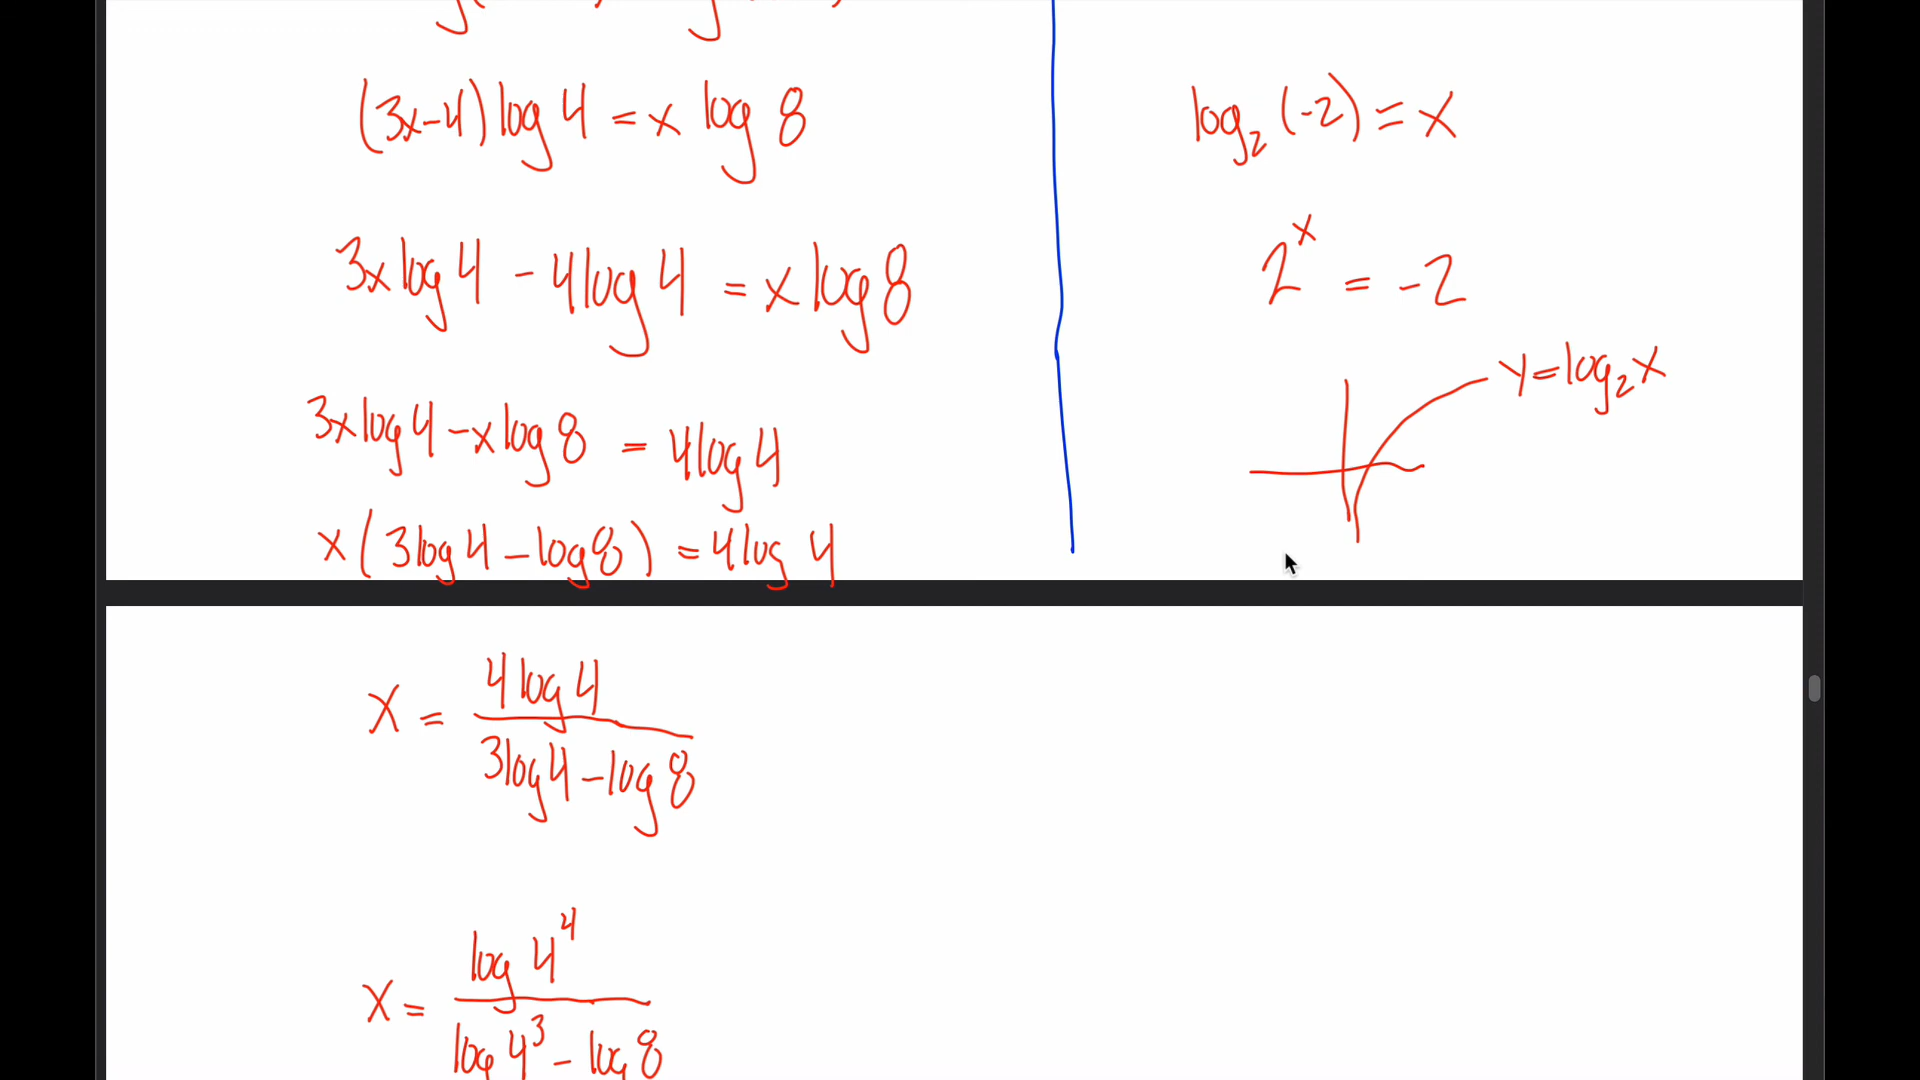 (3x-4) log 4 = x log 8
3x log 4 - 4 log 4 = x log 8
3x log 4 - x log 8 = 4 log 4
x (3 log 4 - log 8) = 4 log 4
x = 4 log 4 / 3 log 4 - log 8
x = log 4^4 / log 4^3 - log 8
log_2 (-2) = x
2^x = -2
y = log_2 x